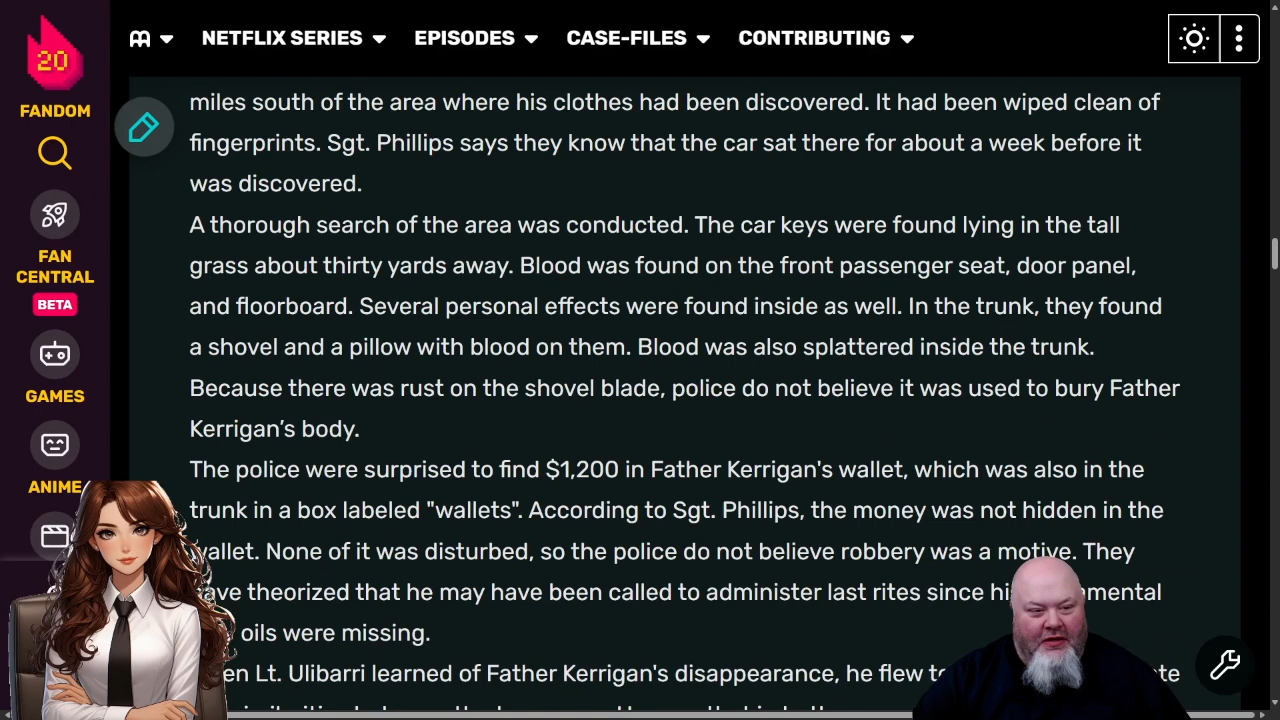 20
FANDOM
FAN
CENTRAL
BETA
GAMES
ANIME
NETFLIX SERIES
EPISODES
CASE-FILES
CONTRIBUTING
miles south of the area where his clothes had been discovered. It had been wiped clean of
fingerprints. Sgt. Phillips says they know that the car sat there for about a week before it
was discovered.
A thorough search of the area was conducted. The car keys were found lying in the tall
grass about thirty yards away. Blood was found on the front passenger seat, door panel,
and floorboard. Several personal effects were found inside as well. In the trunk, they found
a shovel and a pillow with blood on them. Blood was also splattered inside the trunk.
Because there was rust on the shovel blade, police do not believe it was used to bury Father
Kerrigan’s body.
The police were surprised to find $1,200 in Father Kerrigan's wallet, which was also in the
trunk in a box labeled "wallets". According to Sgt. Phillips, the money was not hidden in the
wallet. None of it was disturbed, so the police do not believe robbery was a motive. They
have theorized that he may have been called to administer last rites since
oils were missing.
Lt. Ulibarri learned of Father Kerrigan's disappearance, he flew